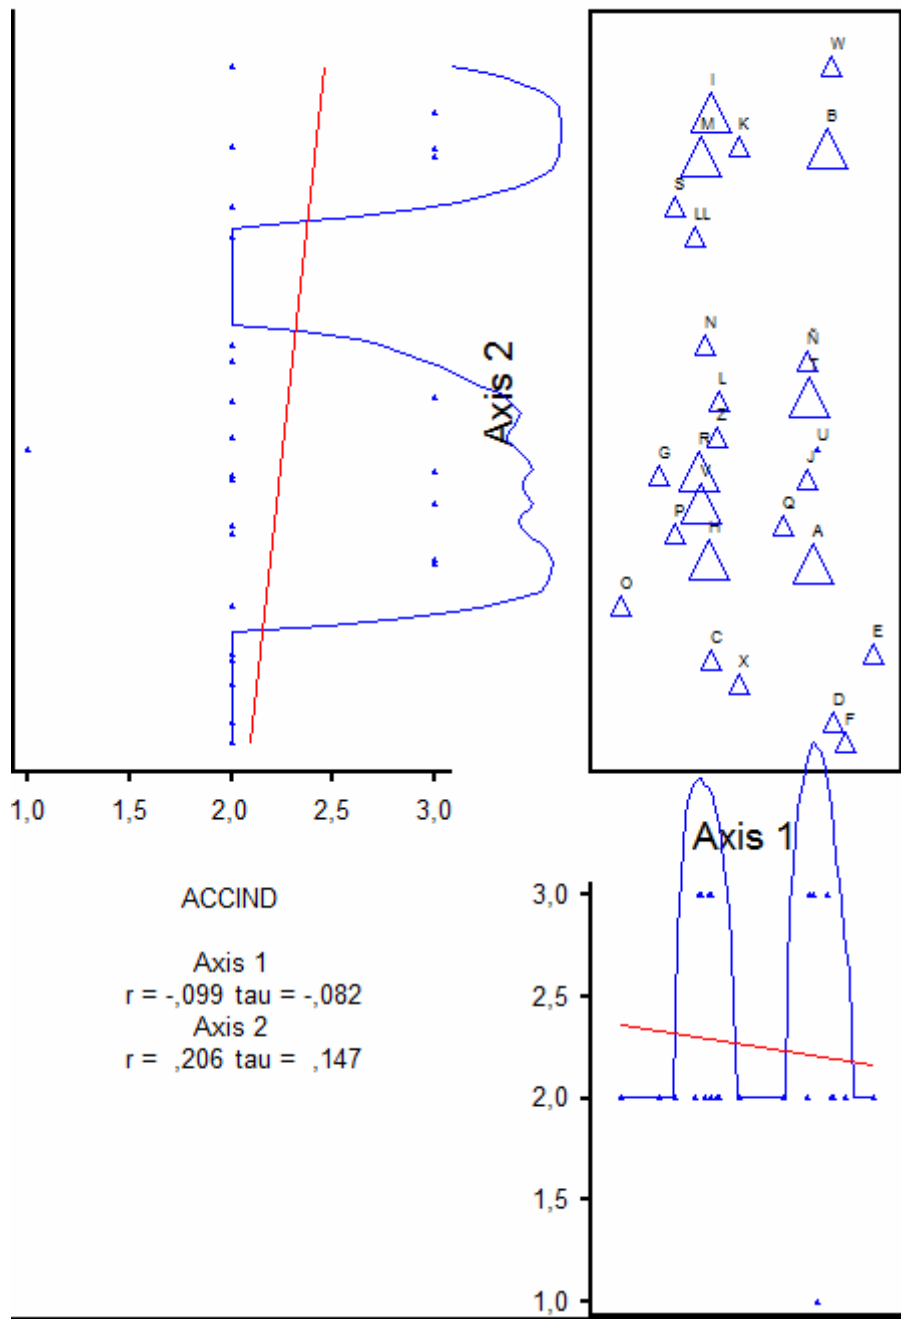 W
I
B
M
K
S
LL
N
Ñ
T
L
Z
R
U
G
V
J
Q
P
H
A
O
C
E
X
D
F
Axis 2
1,0 1,5 2,0 2,5 3,0
Axis 1
ACCIND
Axis 1
r = -,099 tau = -,082
Axis 2
r = ,206 tau = ,147
3,0
2,5
2,0
1,5
1,0